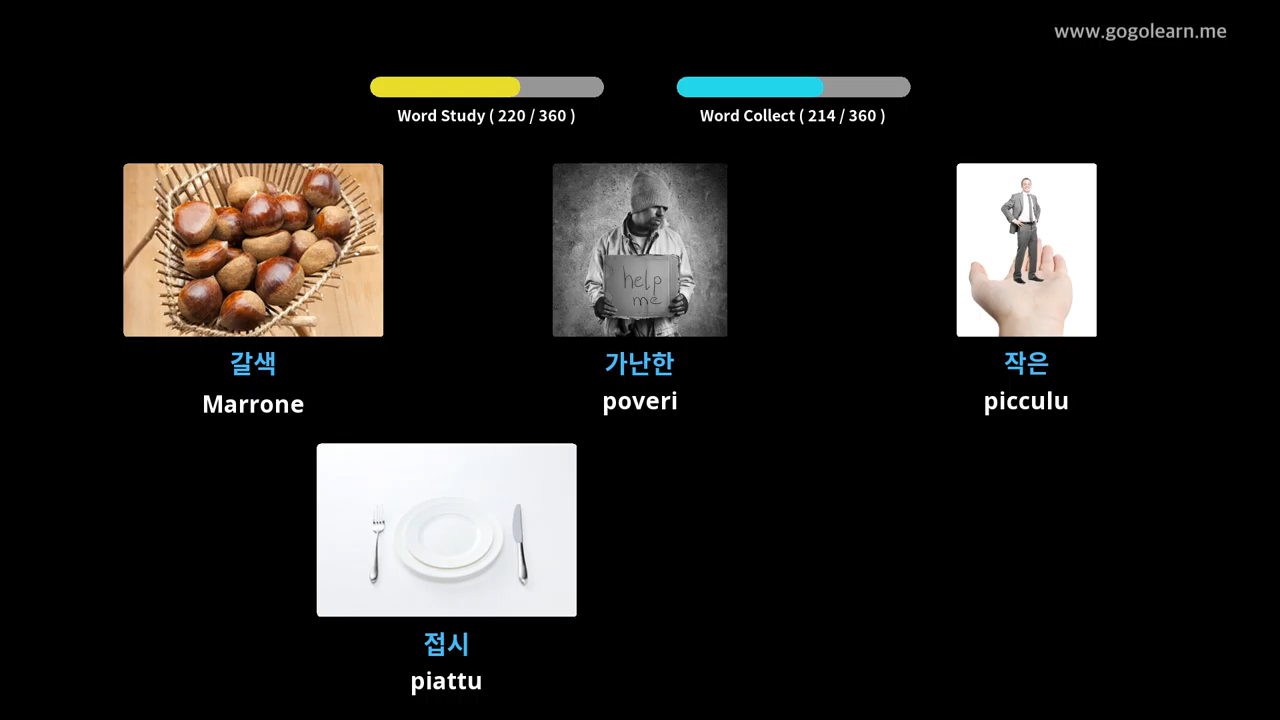 www.gogolearn.me
Word Study ( 220 / 360 )
Word Collect ( 214 / 360 )
help
me
갈색
Marrone
가난한
poveri
작은
picculu
접시
piattu